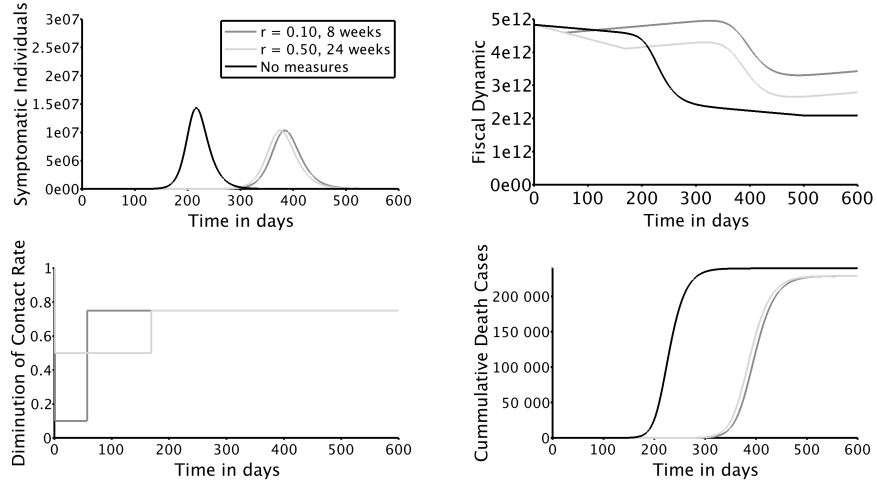 Symptomatic Individuals
3e07
2.5e07
2e07
1.5e07
1e07
5e06
0e00
0 100 200 300 400 500 600
Time in days
r = 0.10, 8 weeks
r = 0.50, 24 weeks
No measures
Fiscal Dynamic
5e12
4e12
3e12
2e12
1e12
0e00
0 100 200 300 400 500 600
Time in days
Diminution of Contact Rate
1
0.8
0.6
0.4
0.2
0
0 100 200 300 400 500 600
Time in days
Cummulative Death Cases
200 000
150 000
100 000
50 000
0
0 100 200 300 400 500 600
Time in days